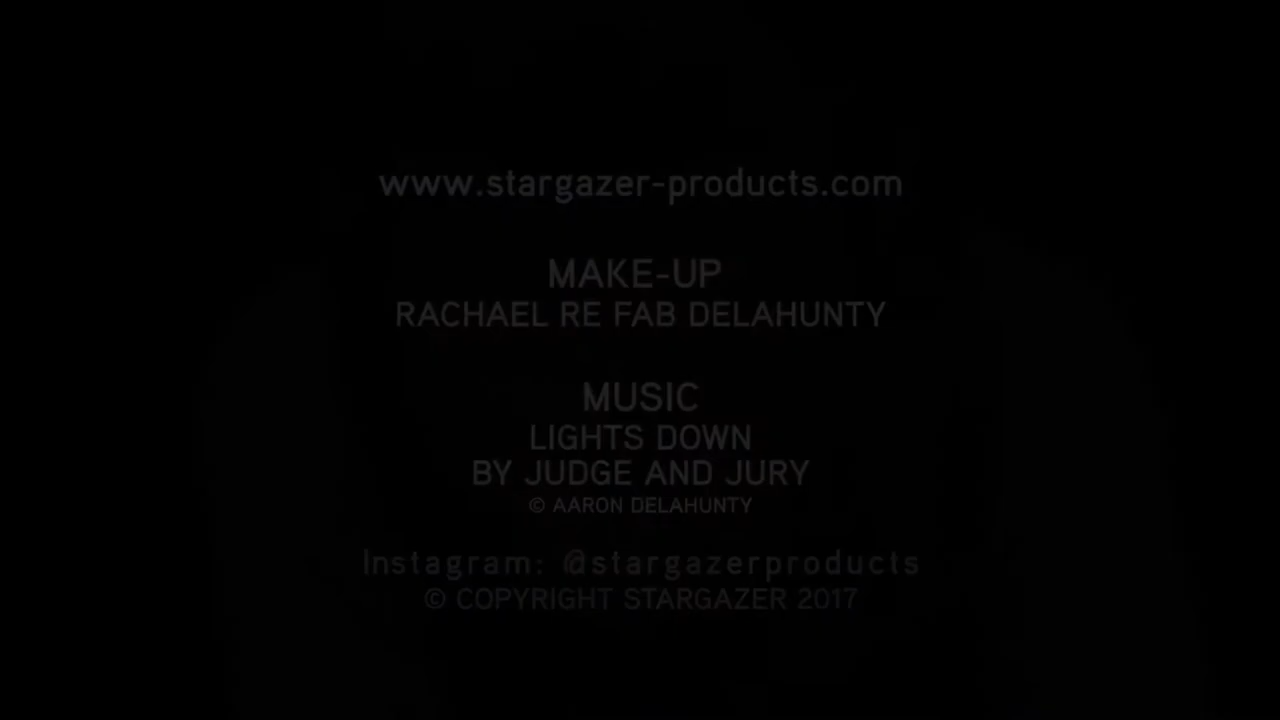 www.stargazer-products.com
MAKE-UP
RACHAEL RE FAB DELAHUNTY
MUSIC
LIGHTS DOWN
BY JUDGE AND JURY
© AARON DELAHUNTY
Instagram: @stargazerproducts
© COPYRIGHT STARGAZER 2017